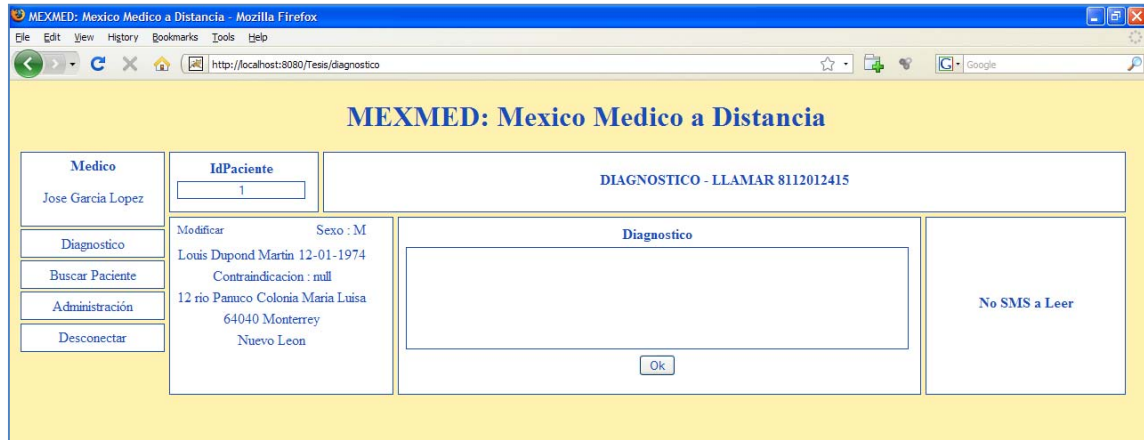 MEXMED: Mexico Medico a Distancia - Mozilla Firefox
File Edit View History Bookmarks Tools Help
http://localhost:8080/Tesis/diagnostico
Google
MEXMED: Mexico Medico a Distancia
Medico
Jose Garcia Lopez
Diagnostico
Buscar Paciente
Administración
Desconectar
IdPaciente
1
DIAGNOSTICO - LLAMAR 8112012415
Modificar Sexo : M
Louis Dupond Martin 12-01-1974
Contraindicacion : null
12 rio Panuco Colonia Maria Luisa
64040 Monterrey
Nuevo Leon
Diagnostico
Ok
No SMS a Leer